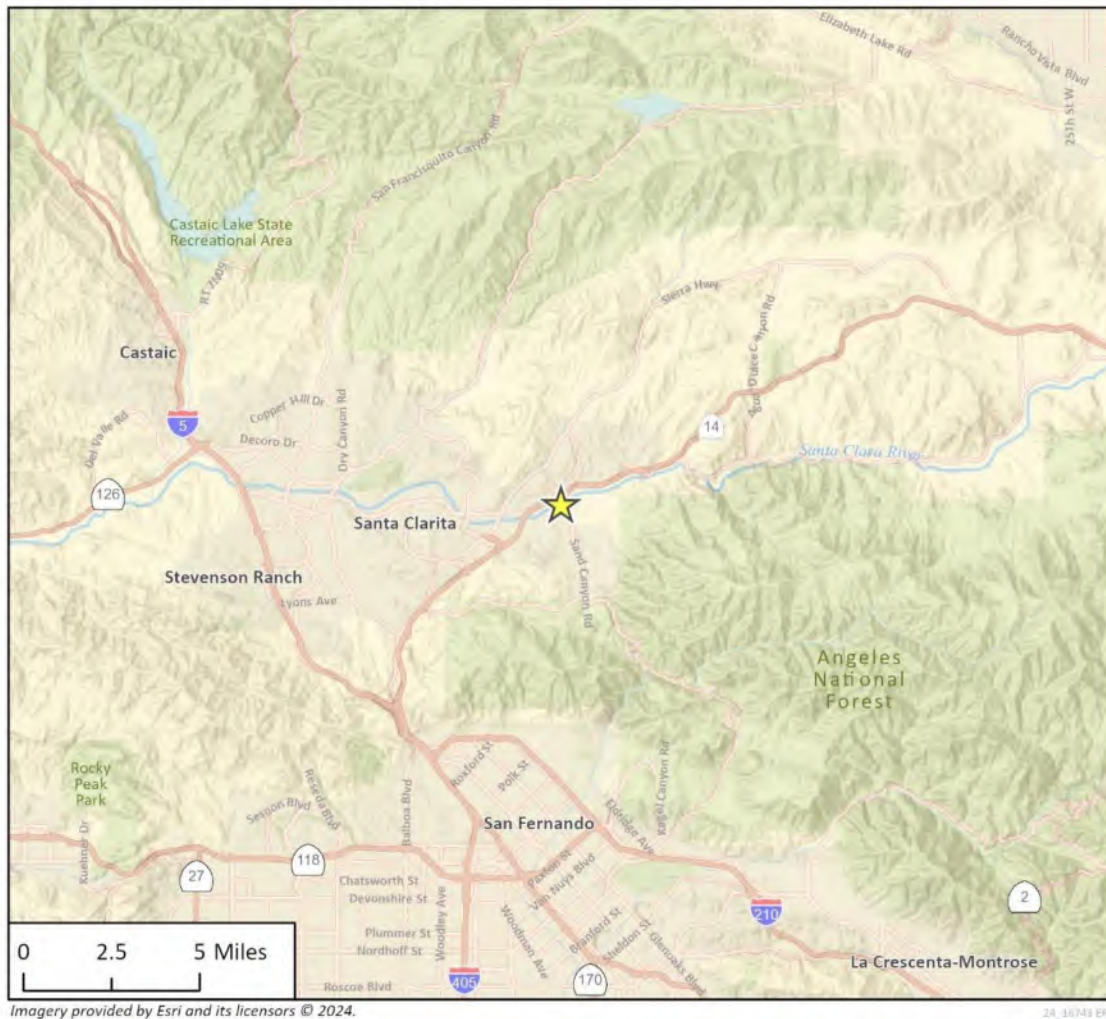 Elizabeth Lake Rd
Rancho Vista Blvd
25Th St W
San Francisquito Canyon Rd
Castaic Lake State
Recreational Area
Sierra Hwy
Agua Dulce Canyon Rd
Castaic
Copper Hill Dr
5
14
Del Valle Rd
Decoro Dr
Dry Canyon Rd
Santa Clara River
126
Santa Clarita
Sand Canyon Rd
Stevenson Ranch
Lyons Ave
Angeles
National
Forest
Rocky
Peak
Park
Roxford St
Polk St
Kagel Canyon Rd
Sesnon Blvd
Reseda Blvd
Balboa Blvd
San Fernando
Eldridge Ave
Kuehner Dr
118
27
Paxton St
Van Nuys Blvd
Chatsworth St
Devonshire St
2
210
Woodley Ave
Woodman Ave
Plummer St
Nordhoff St
Branford St
Sheldon St
Glenoaks Blvd
La Crescenta-Montrose
0 2.5 5 Miles
405
170
Roscoe Blvd
Imagery provided by Esri and its licensors © 2024.